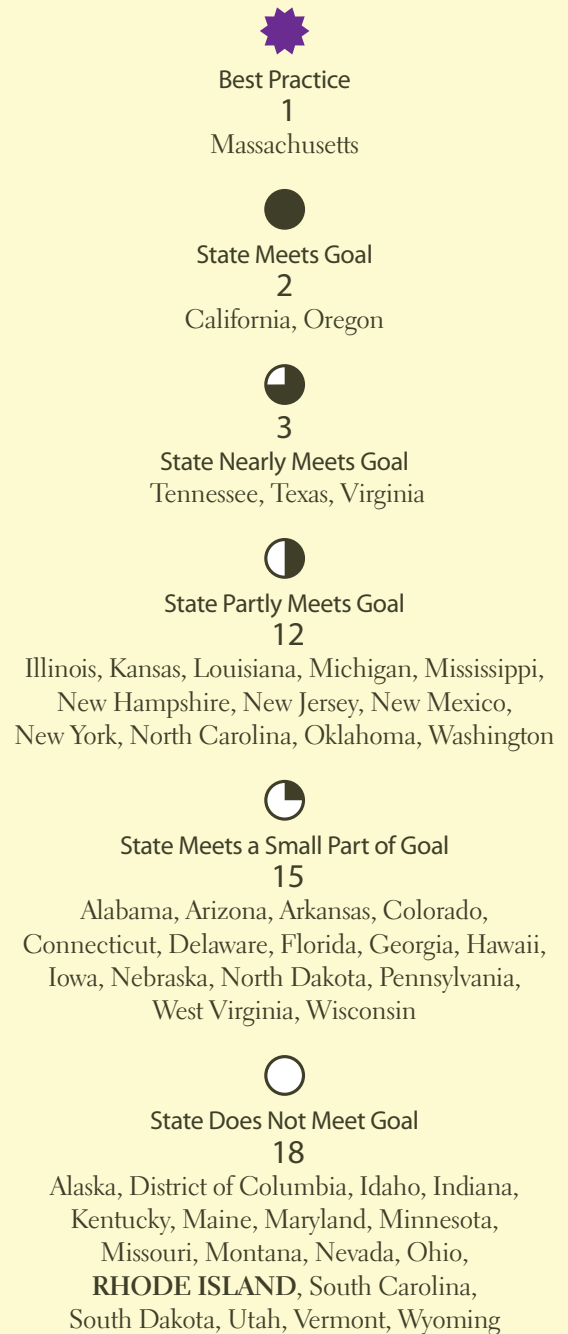 Best Practice
1
Massachusetts
State Meets Goal
2
California, Oregon
3
State Nearly Meets Goal
Tennessee, Texas, Virginia
State Partly Meets Goal
12
Illinois, Kansas, Louisiana, Michigan, Mississippi,
New Hampshire, New Jersey, New Mexico,
New York, North Carolina, Oklahoma, Washington
State Meets a Small Part of Goal
15
Alabama, Arizona, Arkansas, Colorado,
Connecticut, Delaware, Florida, Georgia, Hawaii,
Iowa, Nebraska, North Dakota, Pennsylvania,
West Virginia, Wisconsin
State Does Not Meet Goal
18
Alaska, District of Columbia, Idaho, Indiana,
Kentucky, Maine, Maryland, Minnesota,
Missouri, Montana, Nevada, Ohio,
RHODE ISLAND, South Carolina,
South Dakota, Utah, Vermont, Wyoming